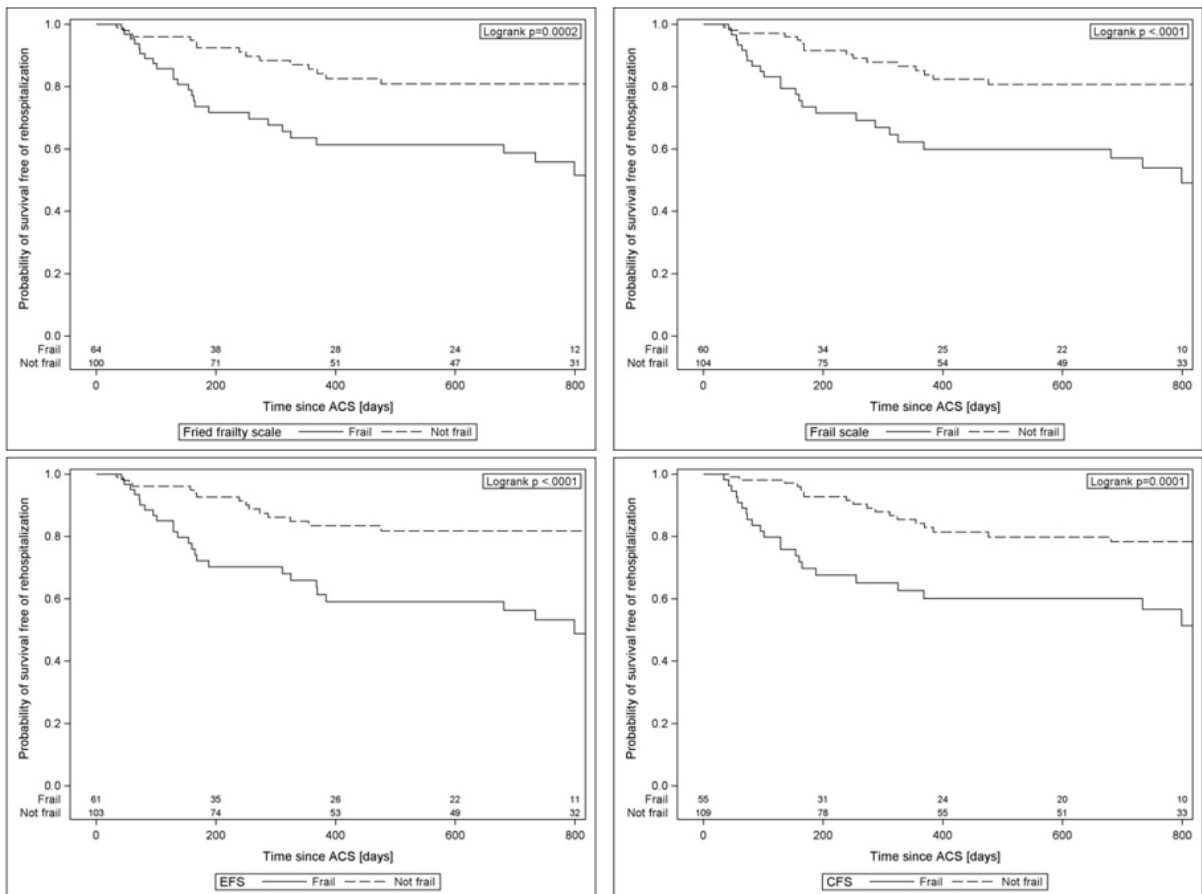 Logrank p=0.0002
Probability of survival free of rehospitalization
1.0
0.8
0.6
0.4
0.2
0.0
Frail 64 38 28 24 12
Not frail 100 71 51 47 31
0 200 400 600 800
Time since ACS [days]
Fried frailty scale Frail Not frail
Logrank p <.0001
Probability of survival free of rehospitalization
1.0
0.8
0.6
0.4
0.2
0.0
Frail 60 34 25 22 10
Not frail 104 75 54 49 33
0 200 400 600 800
Time since ACS [days]
Frail scale Frail Not frail
Logrank p <.0001
Probability of survival free of rehospitalization
1.0
0.8
0.6
0.4
0.2
0.0
Frail 61 35 26 22 11
Not frail 103 74 53 49 32
0 200 400 600 800
Time since ACS [days]
EFS Frail Not frail
Logrank p=0.0001
Probability of survival free of rehospitalization
1.0
0.8
0.6
0.4
0.2
0.0
Frail 55 31 24 20 10
Not frail 109 78 55 51 33
0 200 400 600 800
Time since ACS [days]
CFS Frail Not frail